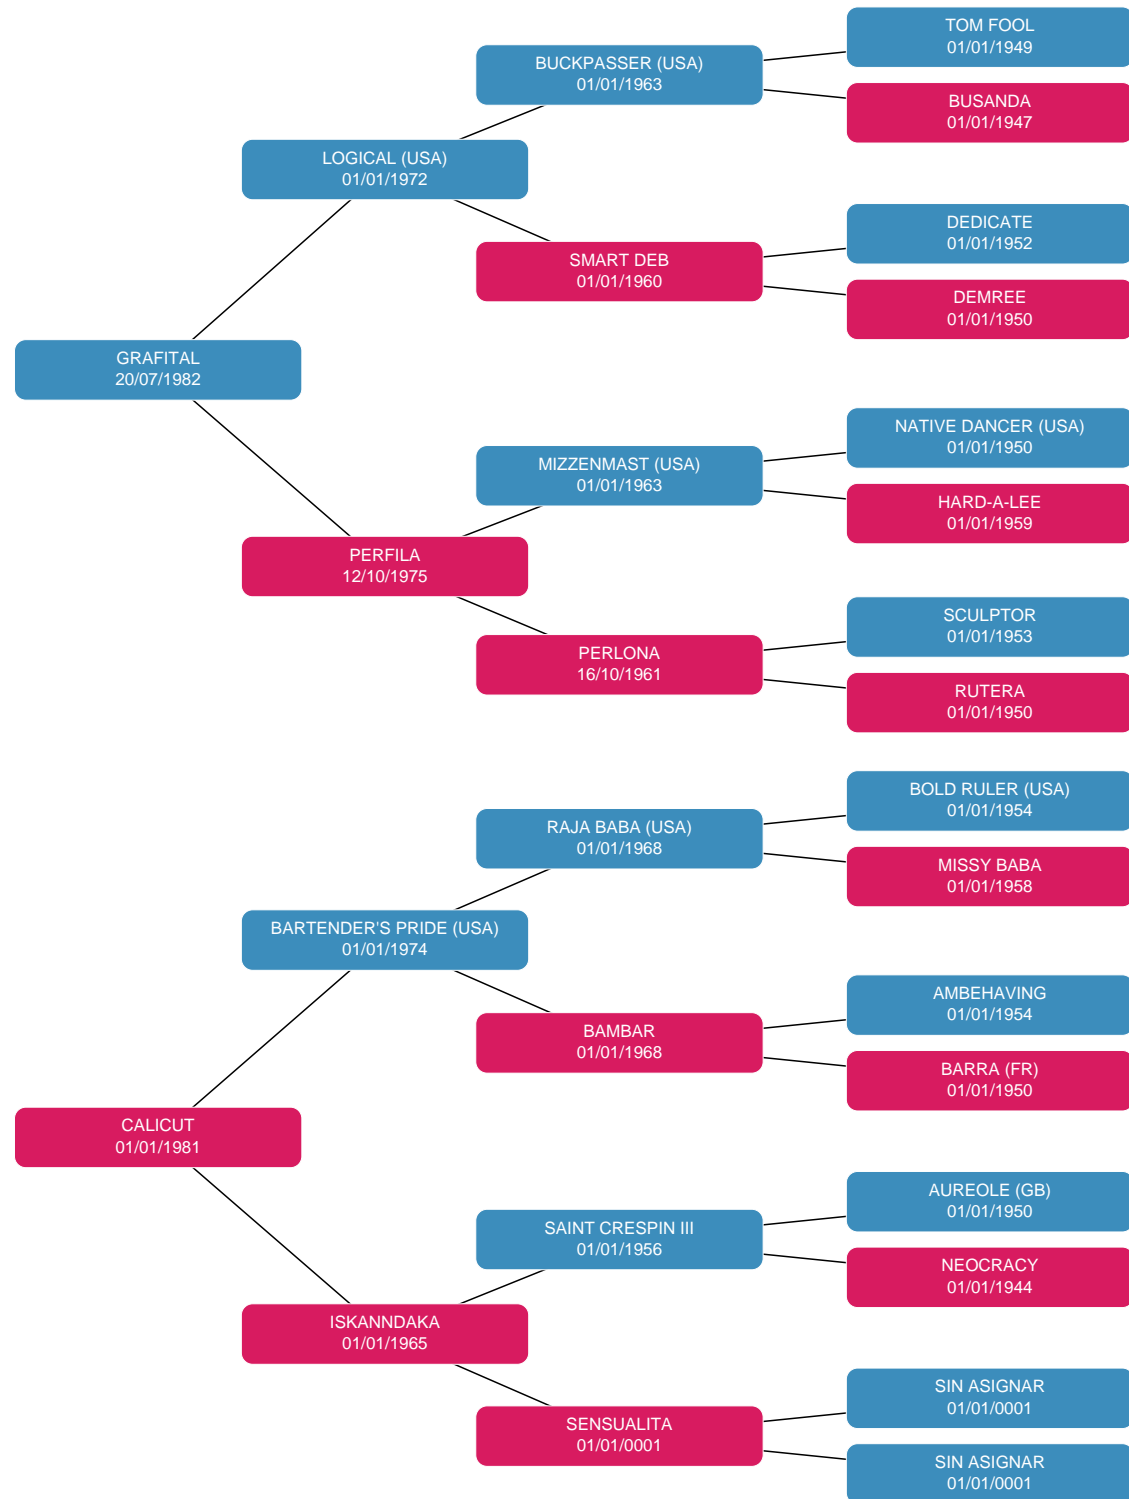 TOM FOOL
01/01/1949
BUCKPASSER (USA)
01/01/1963
BUSANDA
01/01/1947
LOGICAL (USA)
01/01/1972
DEDICATE
01/01/1952
SMART DEB
01/01/1960
DEMREE
01/01/1950
GRAFITAL
20/07/1982
NATIVE DANCER (USA)
01/01/1950
MIZZENMAST (USA)
01/01/1963
HARD-A-LEE
01/01/1959
PERFILA
12/10/1975
SCULPTOR
01/01/1953
PERLONA
16/10/1961
RUTERA
01/01/1950
BOLD RULER (USA)
01/01/1954
RAJA BABA (USA)
01/01/1968
MISSY BABA
01/01/1958
BARTENDER'S PRIDE (USA)
01/01/1974
AMBEHAVING
01/01/1954
BAMBAR
01/01/1968
BARRA (FR)
01/01/1950
CALICUT
01/01/1981
AUREOLE (GB)
01/01/1950
SAINT CRESPIN III
01/01/1956
NEOCRACY
01/01/1944
ISKANNDAKA
01/01/1965
SIN ASIGNAR
01/01/0001
SENSUALITA
01/01/0001
SIN ASIGNAR
01/01/0001